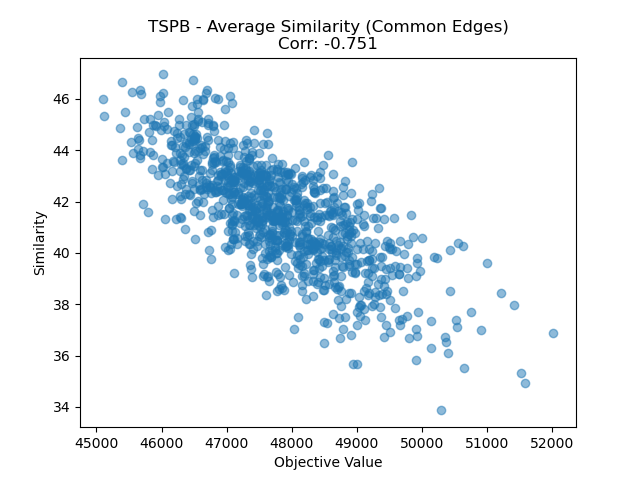 TSPB - Average Similarity (Common Edges)
Corr: -0.751
46
44
42
40
38
36
34
Similarity
45000 46000 47000 48000 49000 50000 51000 52000
Objective Value